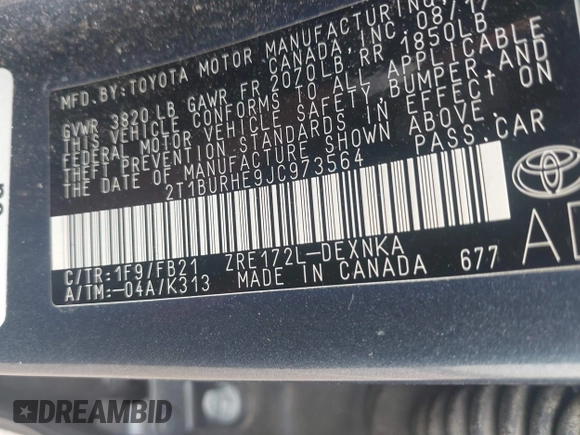 MFD. BY: TOYOTA MOTOR MANUFACTURING,
CANADA, INC. 08/17
GVWR 3820 LB GAWR FR 2070LB, RR 1850LB
THIS VEHICLE CONFORMS TO ALL APPLICABLE
FEDERAL MOTOR VEHICLE SAFETY, BUMPER, AND
THEFT PREVENTION STANDARDS IN EFFECT ON
THE DATE OF MANUFACTURE SHOWN ABOVE.
2T1BURHE9JC973564 PASS. CAR
C/TR:1F9/FB21 ZRE172L-DEXNKA
A/TM:-04A/K313 MADE IN CANADA 677
DREAMBID